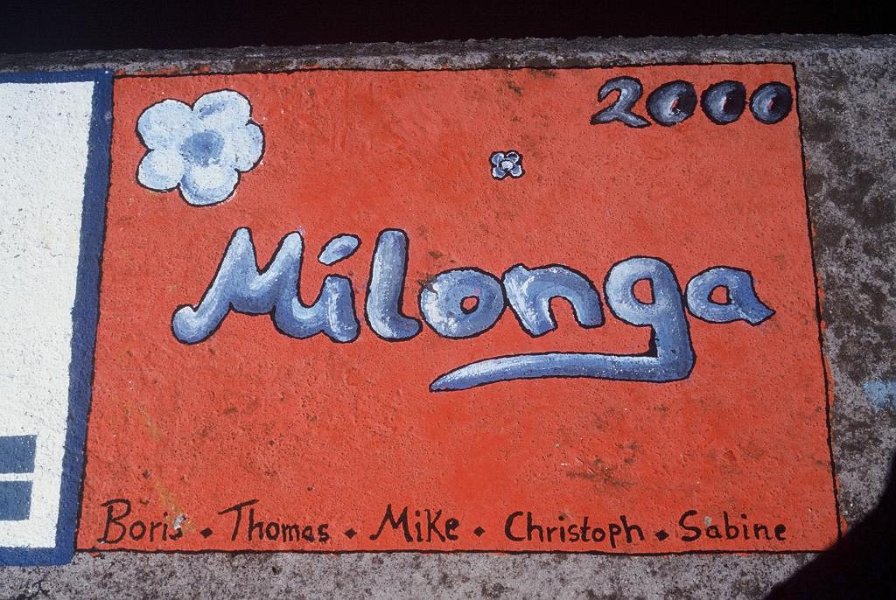 2000
Milonga
Boris • Thomas • Mike • Christoph • Sabine